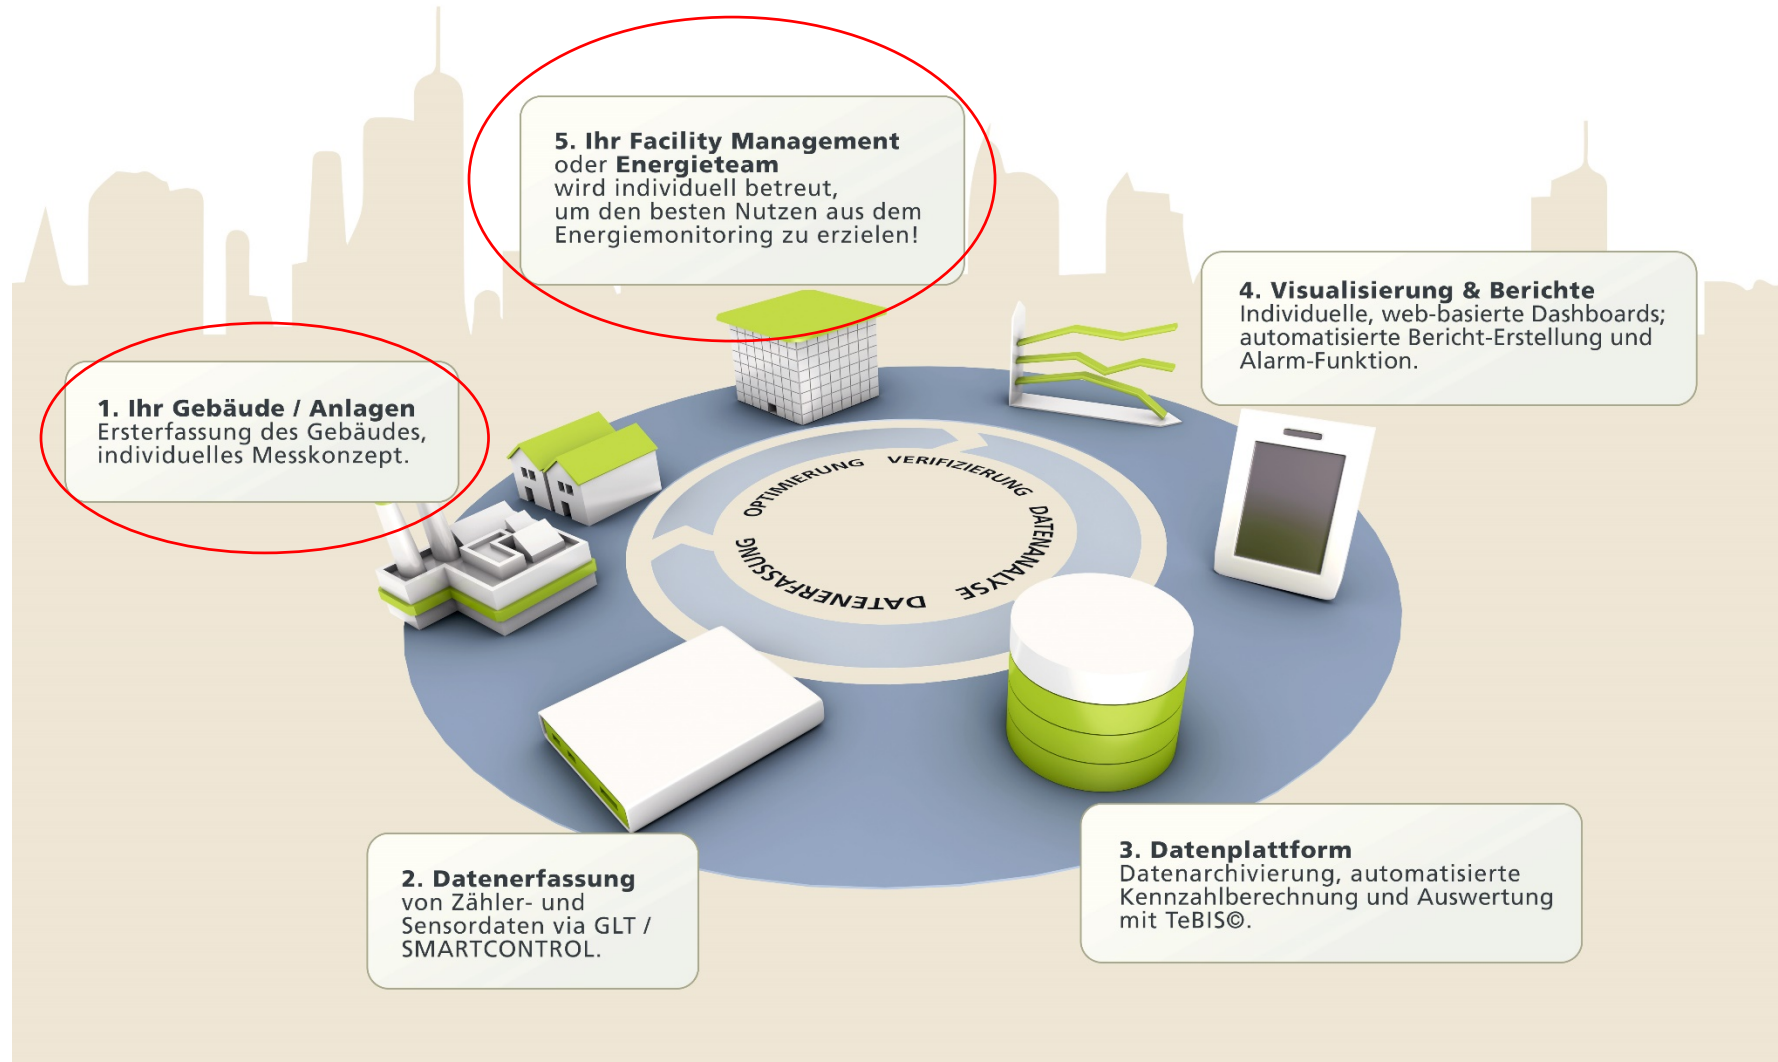 5. Ihr Facility Management
oder Energieteam
wird individuell betreut,
um den besten Nutzen aus dem
Energiemonitoring zu erzielen!
4. Visualisierung & Berichte
Individuelle, web-basierte Dashboards;
automatisierte Bericht-Erstellung und
Alarm-Funktion.
1. Ihr Gebäude / Anlagen
Ersterfassung des Gebäudes,
individuelles Messkonzept.
OPTIMIERUNG
VERIFIZIERUNG
DATENANALYSE
DATENERFASSUNG
2. Datenerfassung
von Zähler- und
Sensordaten via GLT /
SMARTCONTROL.
3. Datenplattform
Datenarchivierung, automatisierte
Kennzahlberechnung und Auswertung
mit TeBIS©.